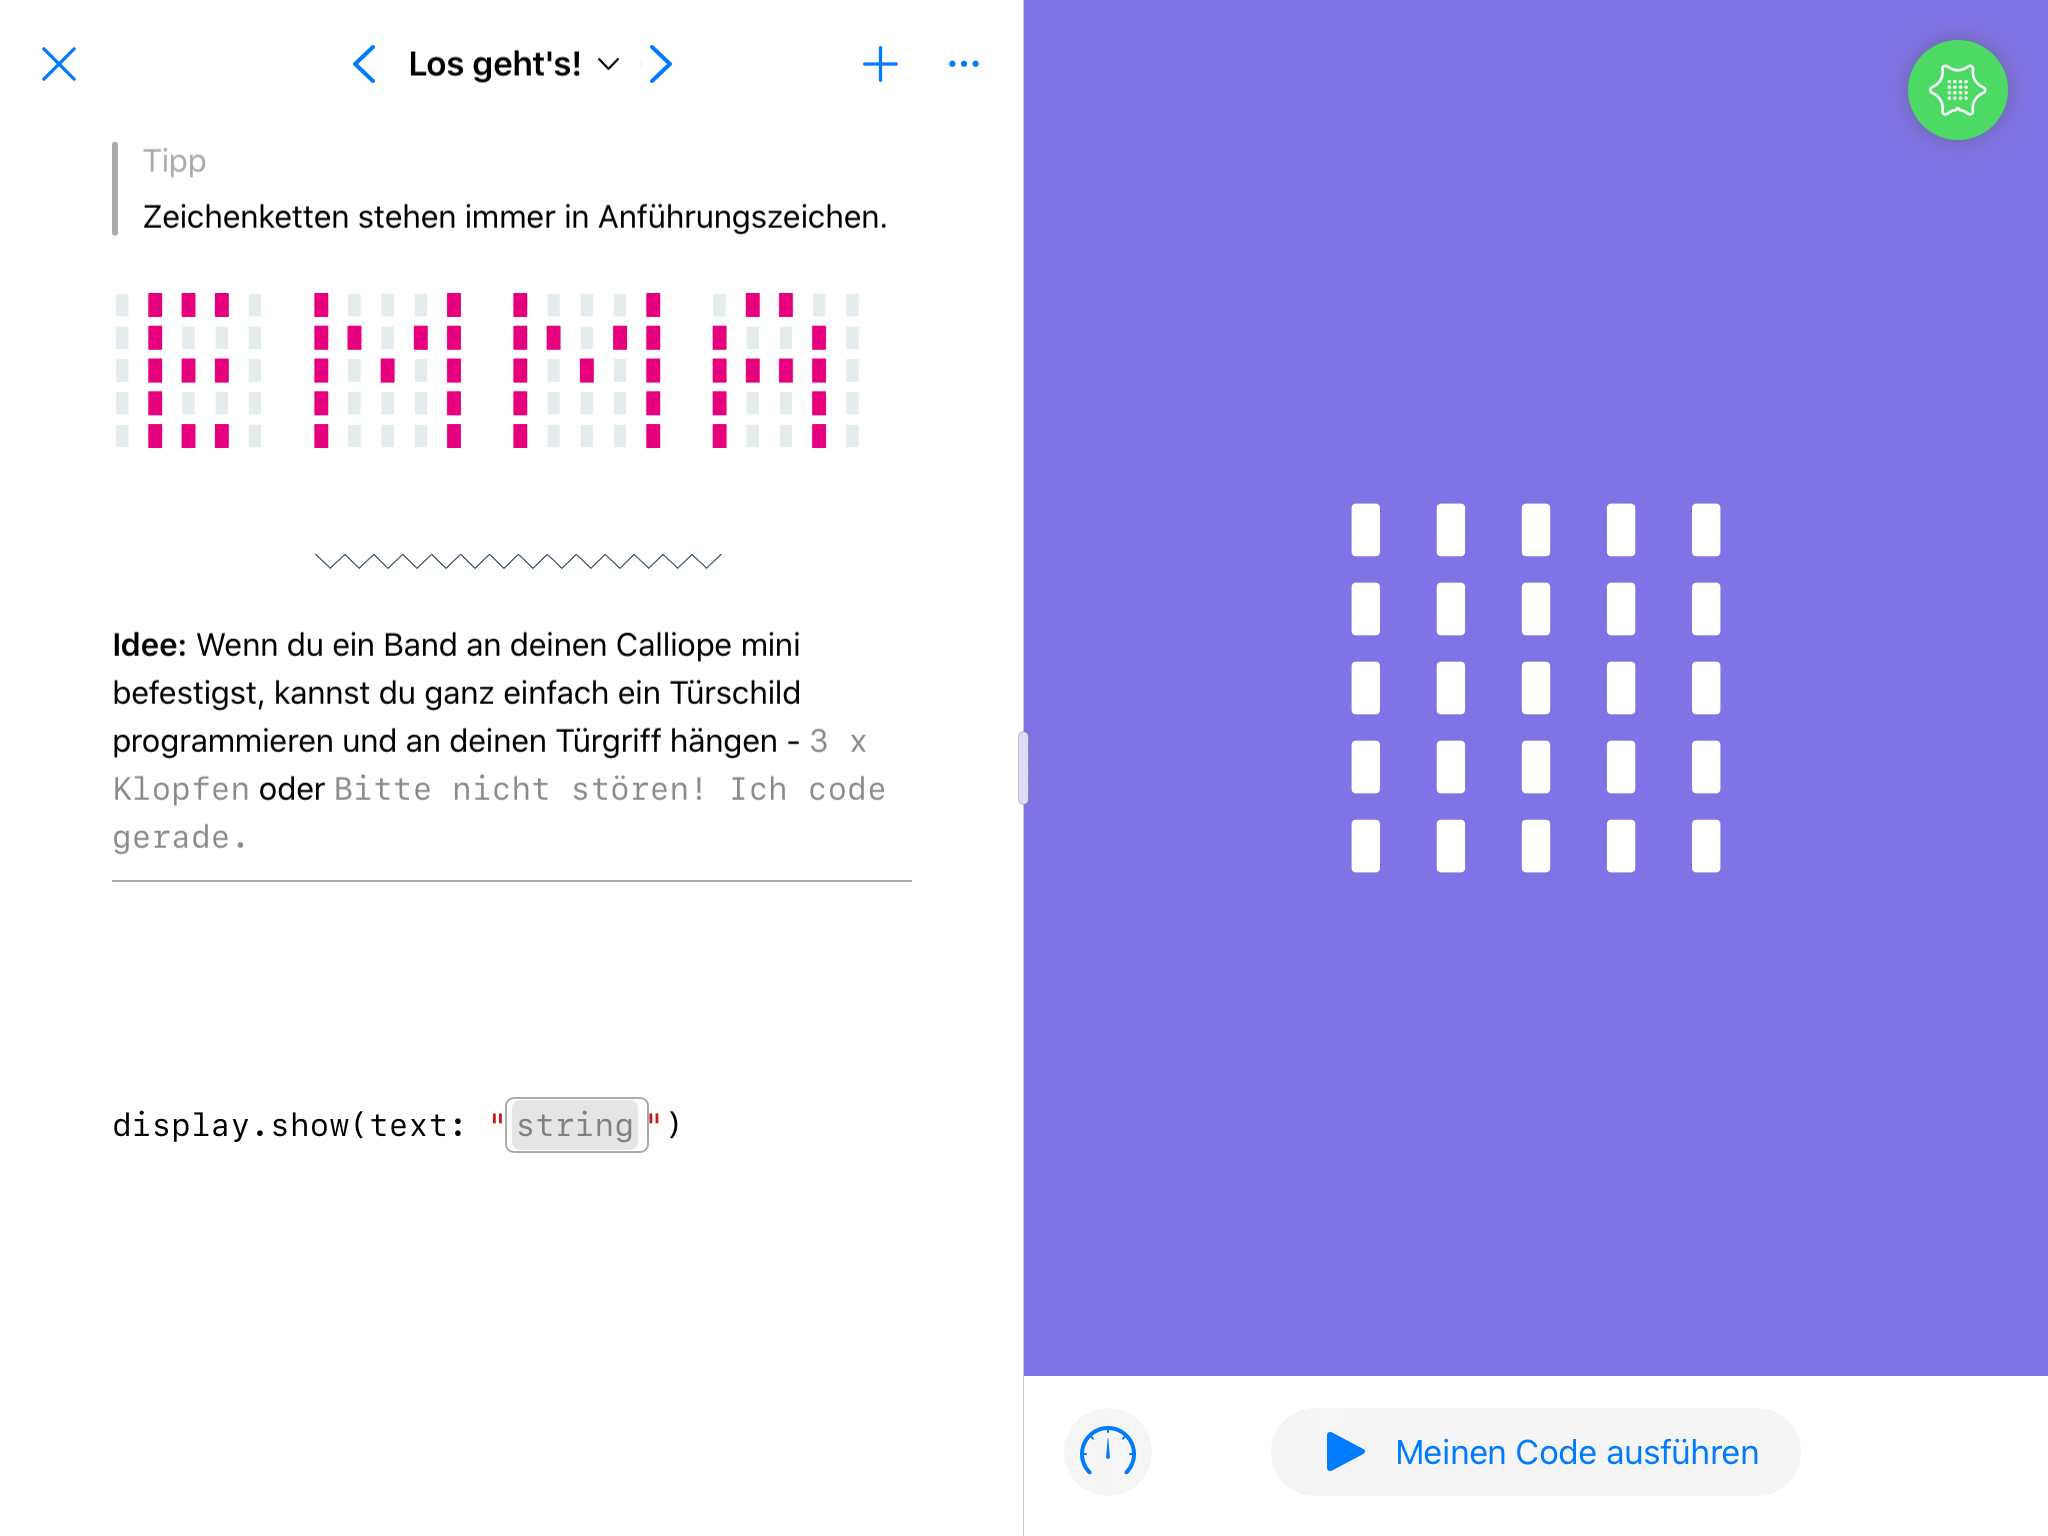 Los geht's!
Tipp
Zeichenketten stehen immer in Anführungszeichen.
EMMA
Idee: Wenn du ein Band an deinen Calliope mini
befestigst, kannst du ganz einfach ein Türschild
programmieren und an deinen Türgriff hängen - 3 x
Klopfen oder Bitte nicht stören! Ich code
gerade.
display.show(text: "string")
Meinen Code ausführen